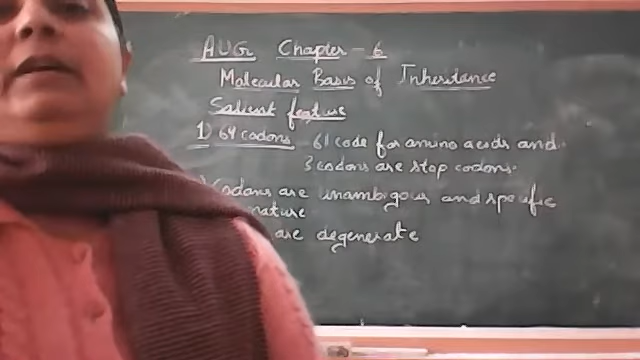 AUG Chapter - 6
Molecular Basis of Inheritance
Salient feature
1) 64 codons - 61 code for amino acids and
3 codons are stop codons.
Codons are unambigous and specific
nature
are degenerate